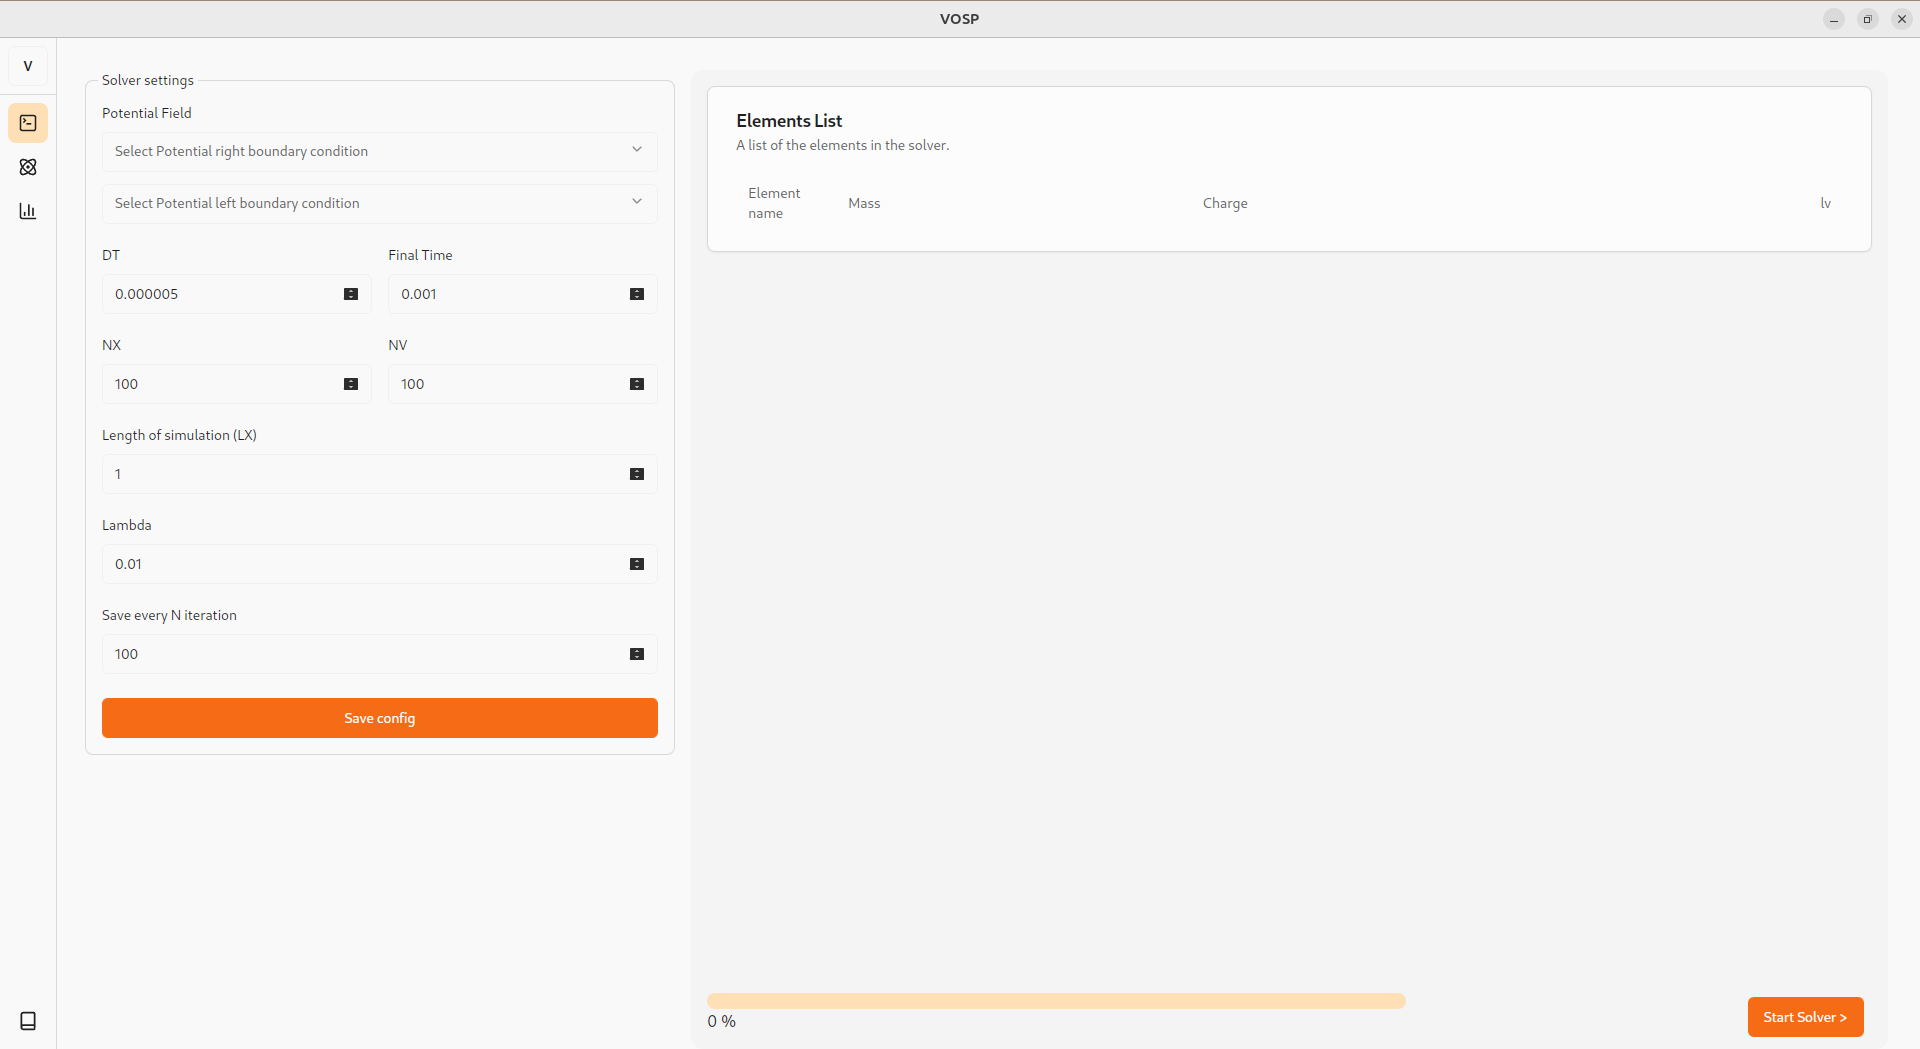 VOSP
V
Solver settings
Potential Field
Select Potential right boundary condition
Select Potential left boundary condition
DT
Final Time
0.000005
0.001
NX
NV
100
100
Length of simulation (LX)
1
Lambda
0.01
Save every N iteration
100
Save config
Elements List
A list of the elements in the solver.
Element
name
Mass
Charge
lv
0 %
Start Solver >